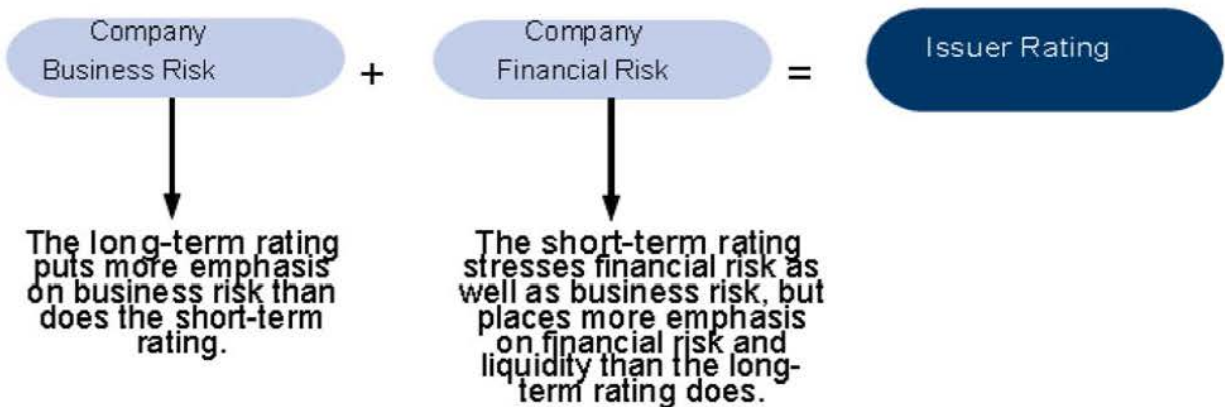 Company
Business Risk
+
Company
Financial Risk
=
Issuer Rating
The long-term rating
puts more emphasis
on business risk than
does the short-term
rating.
The short-term rating
stresses financial risk as
well as business risk, but
places more emphasis
on financial risk and
liquidity than the long-
term rating does.